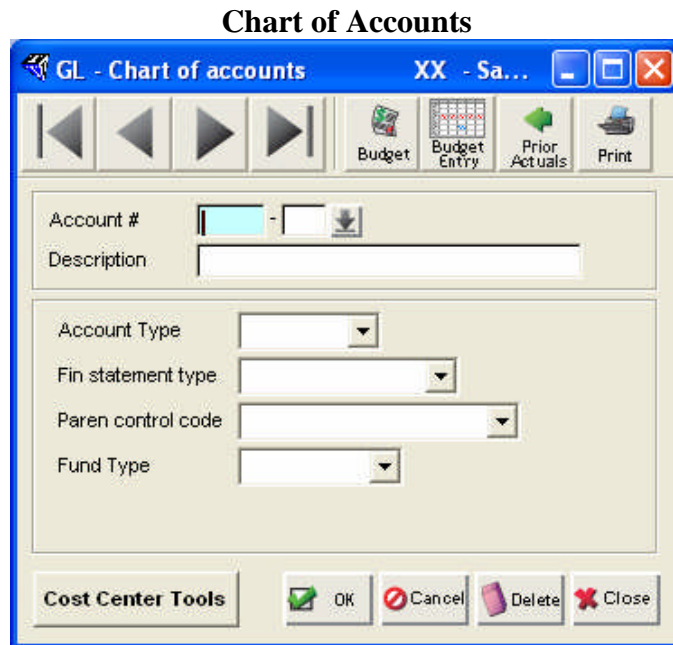 Chart of Accounts
GL - Chart of accounts XX - Sa...
Budget
Budget Entry
Prior Actuals
Print
Account # -
Description
Account Type
Fin statement type
Paren control code
Fund Type
Cost Center Tools OK Cancel Delete Close